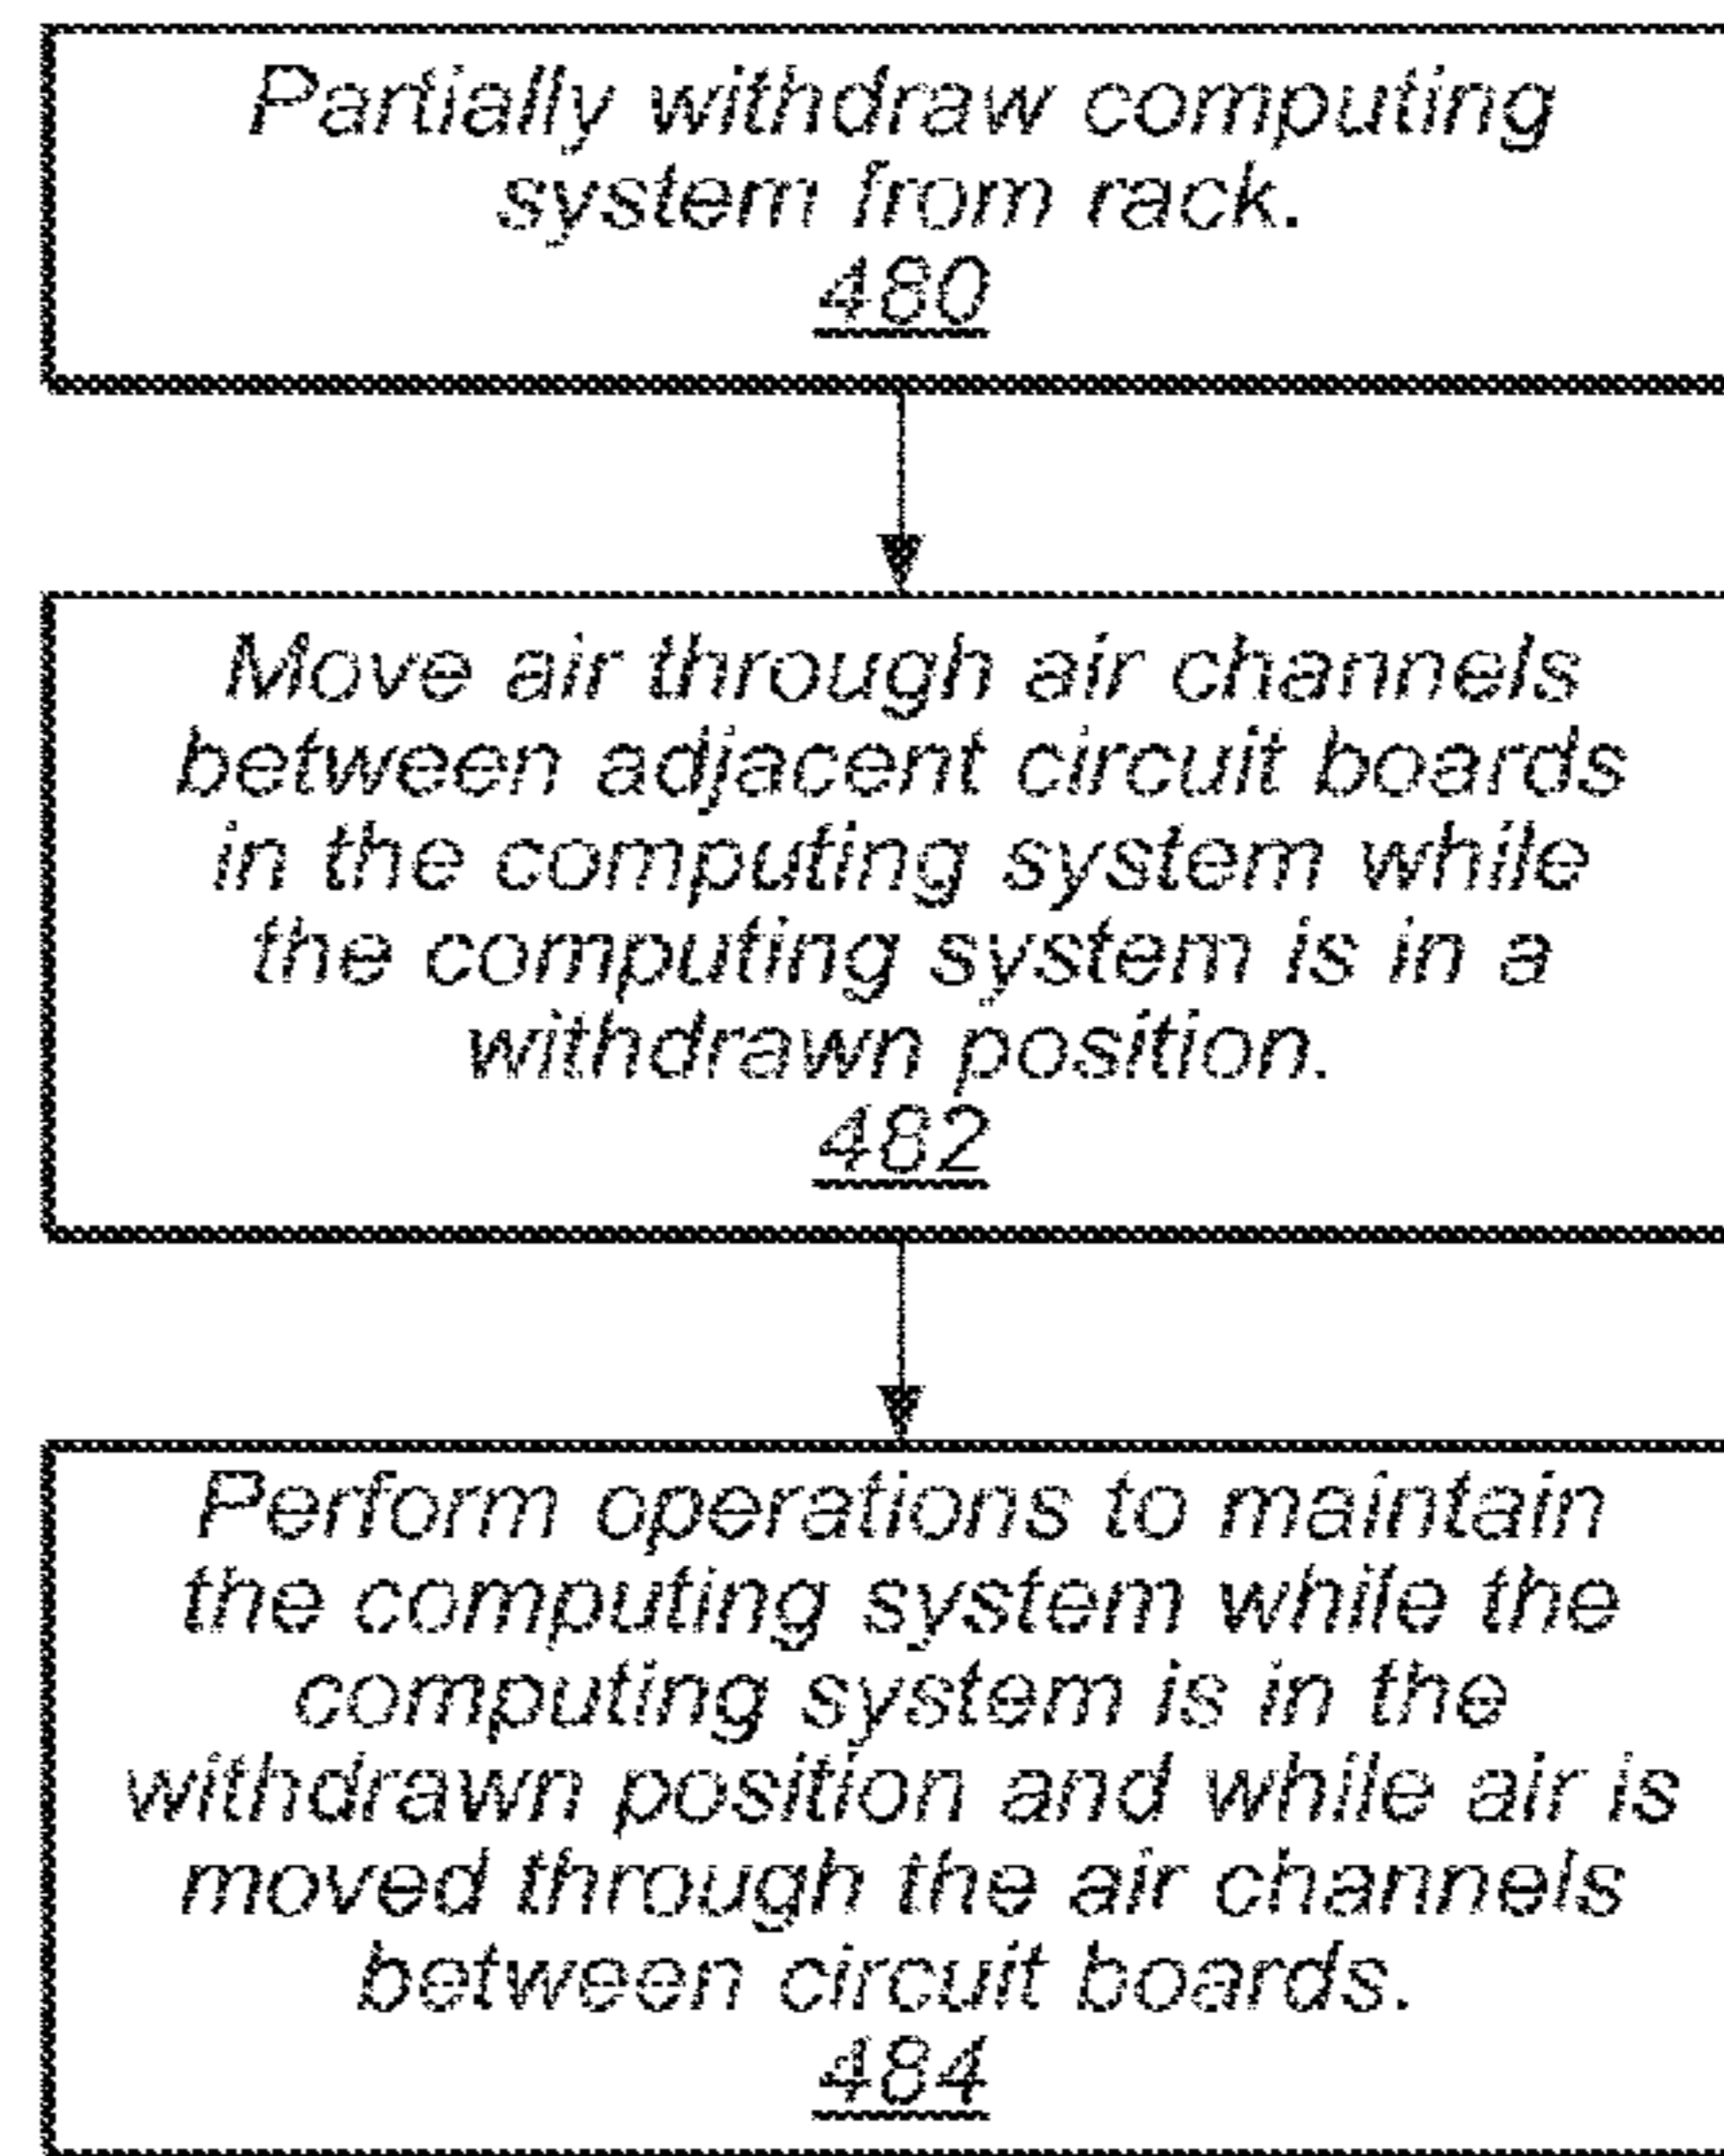 Partially withdraw computing
system from rack.
480
Move air through air channels
between adjacent circuit boards
in the computing system while
the computing system is in a
withdrawn position.
482
Perform operations to maintain
the computing system while the
computing system is in the
withdrawn position and while air is
moved through the air channels
between circuit boards.
484